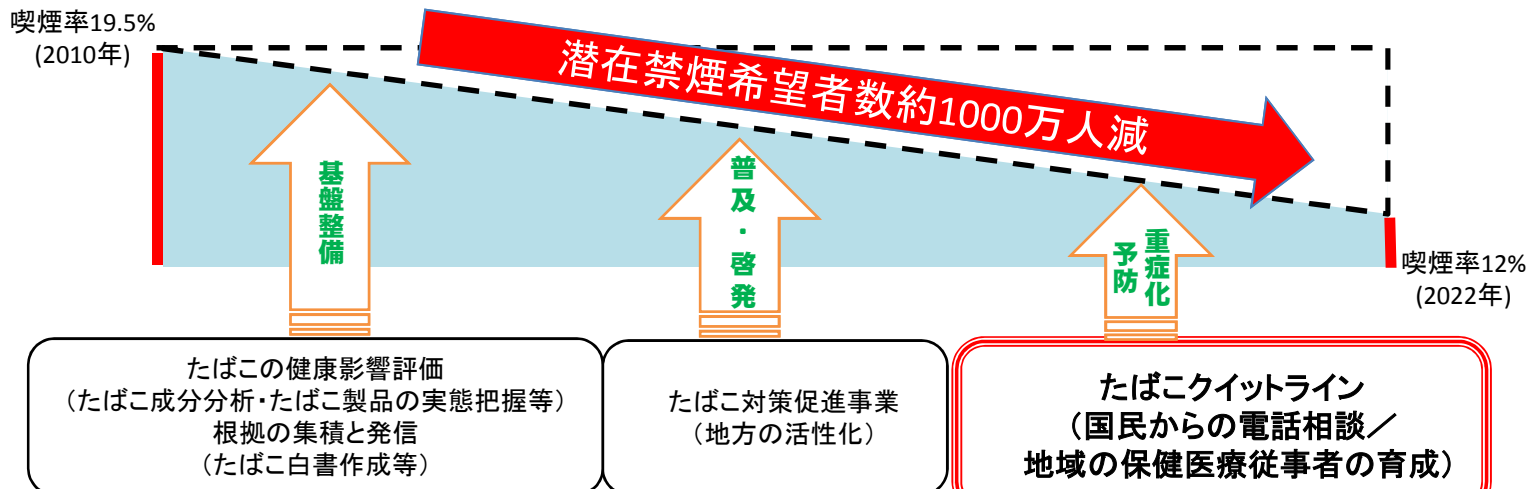 喫煙率19.5%
(2010年)
潜在禁煙希望者数約1000万人減
基盤整備
普及・啓発
重症化
予防
喫煙率12%
(2022年)
たばこの健康影響評価
（たばこ成分分析・たばこ製品の実態把握等）
根拠の集積と発信
（たばこ白書作成等）
たばこ対策促進事業
（地方の活性化）
たばこクイットライン
（国民からの電話相談／
地域の保健医療従事者の育成）